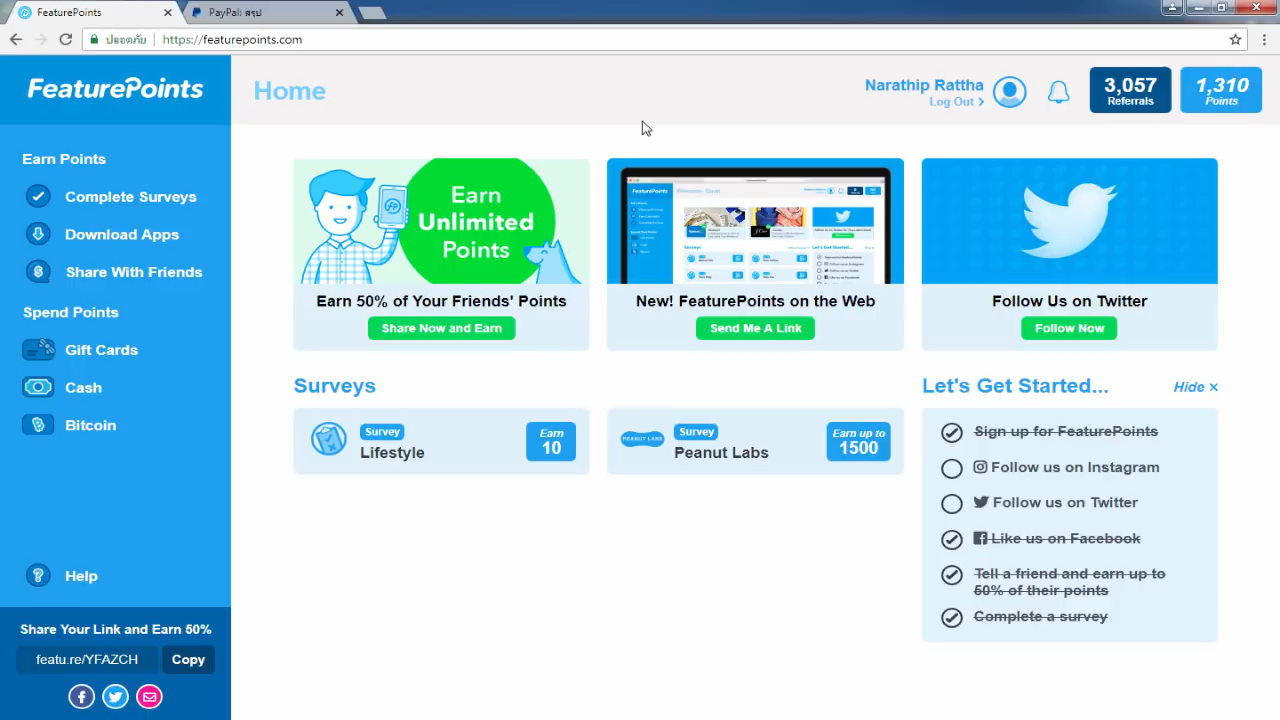 FeaturePoints
PayPal: สรุป
ปลอดภัย
https://featurepoints.com
FeaturePoints
Home
Narathip Rattha
Log Out
3,057
Referrals
1,310
Points
Earn Points
Complete Surveys
Download Apps
Share With Friends
Spend Points
Gift Cards
Cash
Bitcoin
Help
Share Your Link and Earn 50%
featu.re/YFAZCH
Copy
Earn
Unlimited
Points
FP
Earn 50% of Your Friends' Points
Share Now and Earn
New! FeaturePoints on the Web
Send Me A Link
Follow Us on Twitter
Follow Now
Surveys
Survey
Lifestyle
Earn
10
PEANUT LABS
Survey
Peanut Labs
Earn up to
1500
Let's Get Started...
Hide ×
Sign up for FeaturePoints
Follow us on Instagram
Follow us on Twitter
Like us on Facebook
Tell a friend and earn up to
50% of their points
Complete a survey